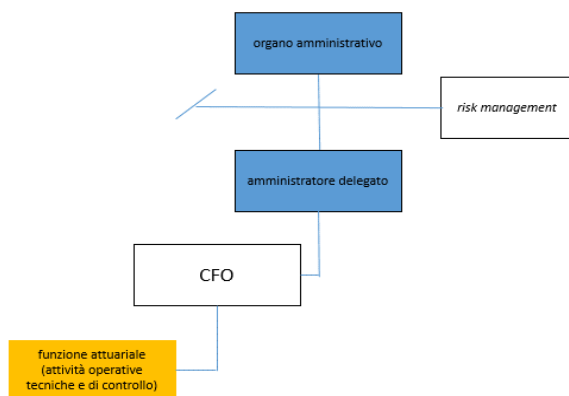 organo amministrativo
risk management
amministratore delegato
CFO
funzione attuariale
(attività operative
tecniche e di controllo)